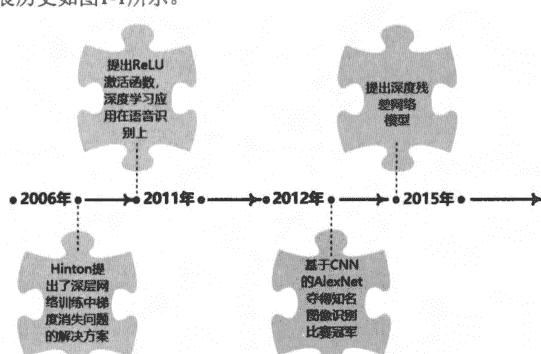 展历史如图1-1所示。
提出ReLU
激活函数,
深度学习应
用在语音识
别上
提出深度残
差网络
模型
2006年
2011年
2012年
2015年
Hinton提
出了深层网
络训练中梯
度消失问题
的解决方案
基于CNN
的AlexNet
夺得知名
图像识别
比赛冠军